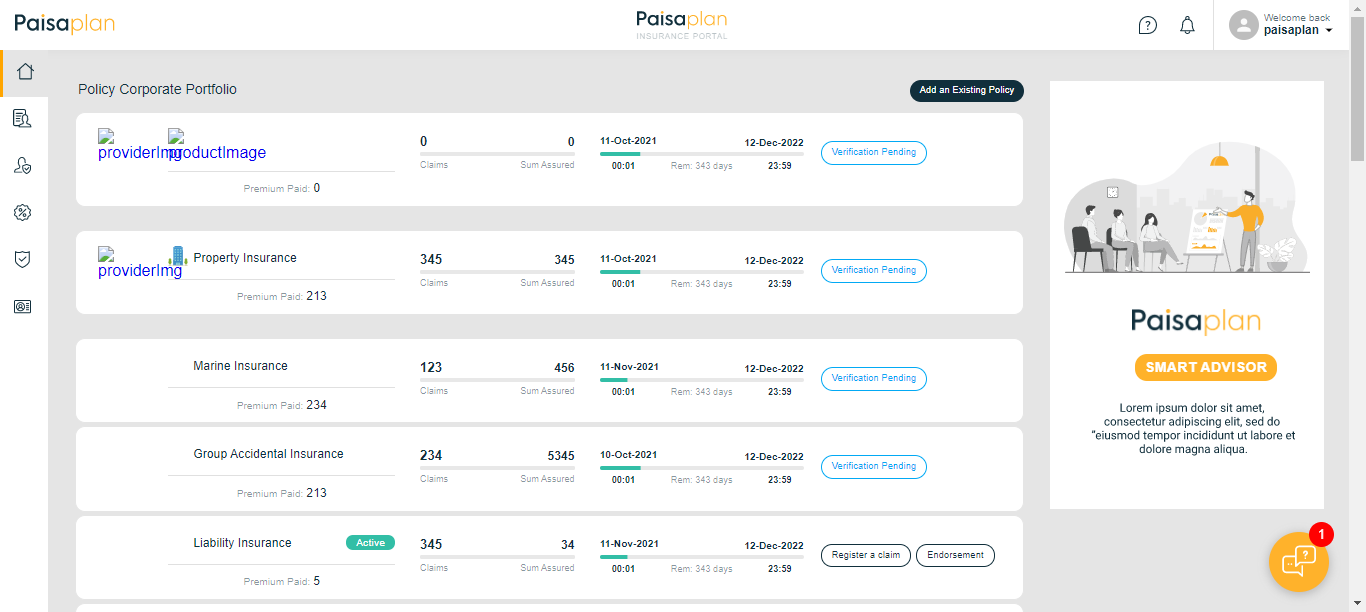 Paisaplan
Paisaplan
INSURANCE PORTAL
?
Welcome back
paisaplan
Policy Corporate Portfolio
Add an Existing Policy
providerImg
productImage
Premium Paid: 0
0
0
Claims
Sum Assured
11-Oct-2021
12-Dec-2022
00:01
Rem: 343 days
23:59
Verification Pending
providerImg
Property Insurance
Premium Paid: 213
345
345
Claims
Sum Assured
11-Oct-2021
12-Dec-2022
00:01
Rem: 343 days
23:59
Verification Pending
Marine Insurance
Premium Paid: 234
123
456
Claims
Sum Assured
11-Nov-2021
12-Dec-2022
00:01
Rem: 343 days
23:59
Verification Pending
Group Accidental Insurance
Premium Paid: 213
234
5345
Claims
Sum Assured
10-Oct-2021
12-Dec-2022
00:01
Rem: 343 days
23:59
Verification Pending
Liability Insurance
Active
Premium Paid: 5
345
34
Claims
Sum Assured
11-Nov-2021
12-Dec-2022
00:01
Rem: 343 days
23:59
Register a claim
Endorsement
Paisaplan
SMART ADVISOR
Lorem ipsum dolor sit amet,
consectetur adipiscing elit, sed do
"eiusmod tempor incididunt ut labore et
dolore magna aliqua.
1
?